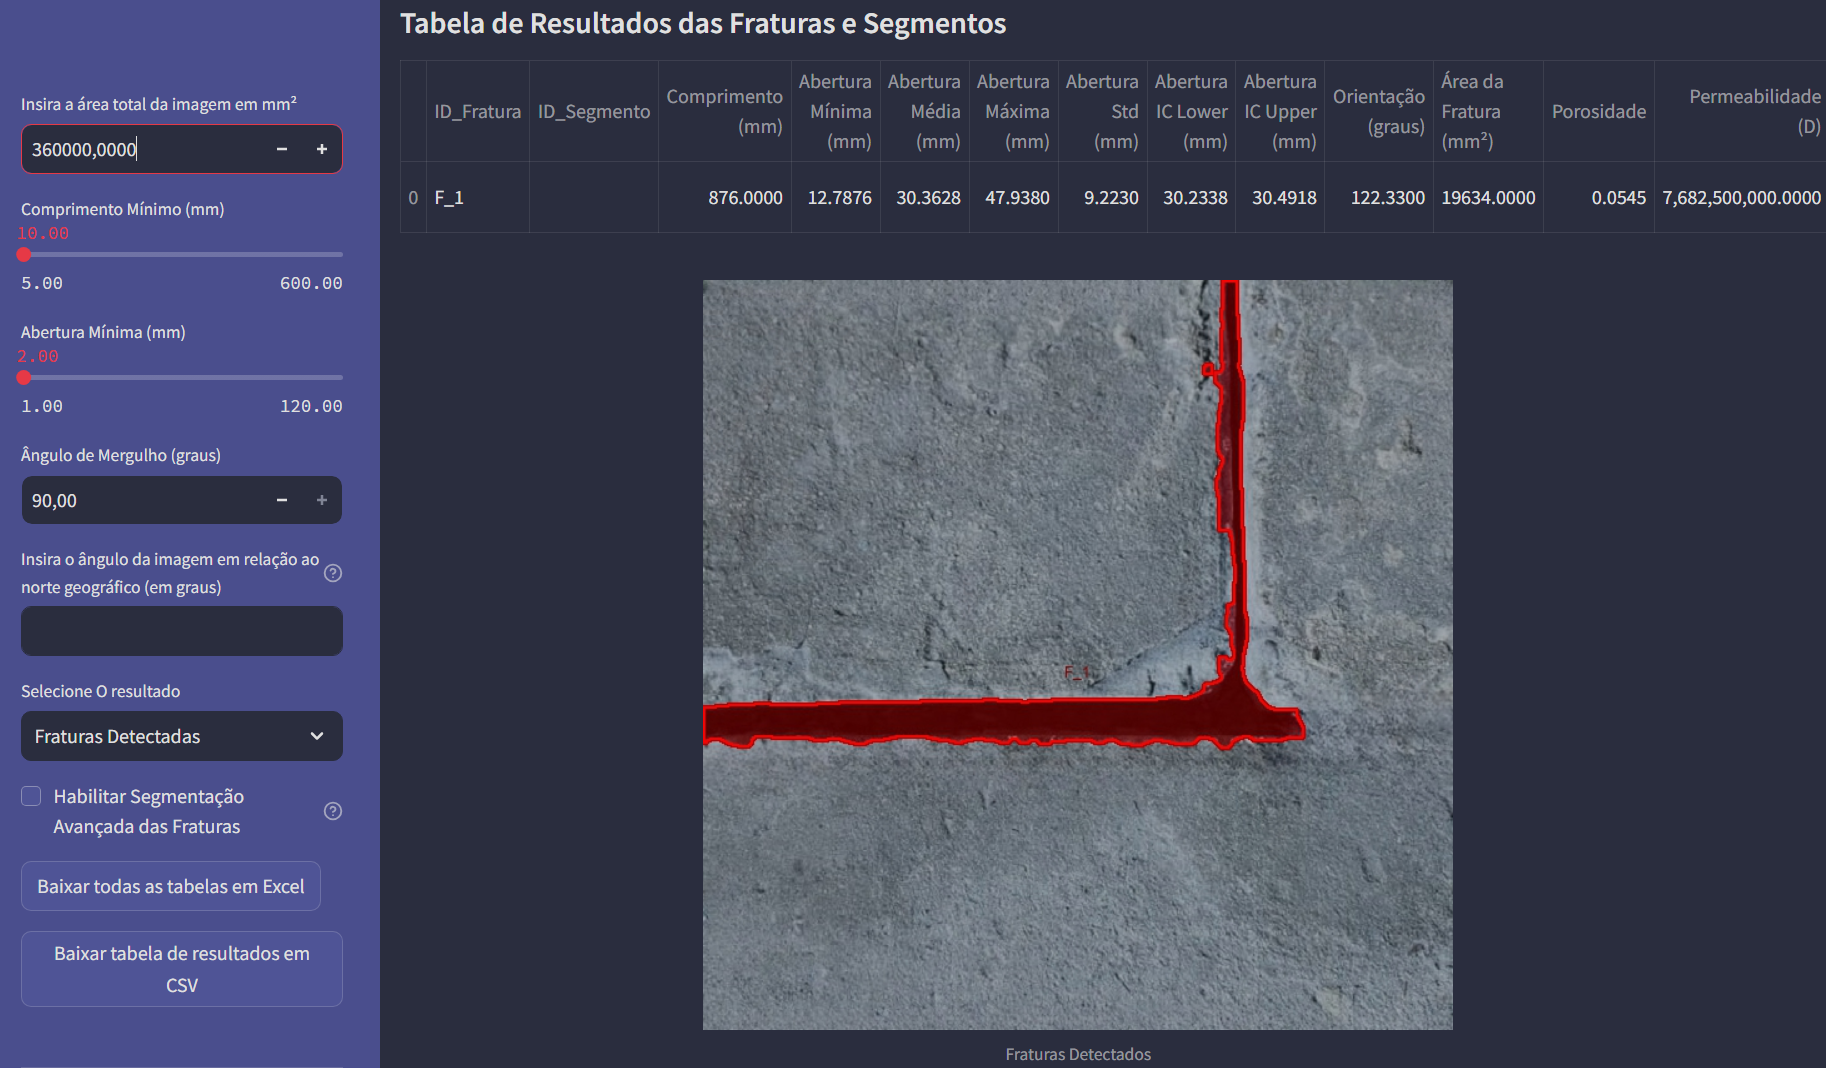 Insira a área total da imagem em mm²
360000,0000
Comprimento Mínimo (mm)
10.00
5.00 600.00
Abertura Mínima (mm)
2.00
1.00 120.00
Ângulo de Mergulho (graus)
90,00
Insira o ângulo da imagem em relação ao
norte geográfico (em graus)
Selecione O resultado
Fraturas Detectadas
Habilitar Segmentação
Avançada das Fraturas
Baixar todas as tabelas em Excel
Baixar tabela de resultados em
CSV
Tabela de Resultados das Fraturas e Segmentos
ID_Fratura
ID_Segmento
Comprimento
(mm)
Abertura
Mínima
(mm)
Abertura
Média
(mm)
Abertura
Máxima
(mm)
Abertura
Std
(mm)
Abertura
IC Lower
(mm)
Abertura
IC Upper
(mm)
Orientação
(graus)
Área da
Fratura
(mm²)
Porosidade
Permeabilidade
(D)
0 F_1 876.0000 12.7876 30.3628 47.9380 9.2230 30.2338 30.4918 122.3300 19634.0000 0.0545 7,682,500,000.0000
F_1
Fraturas Detectados